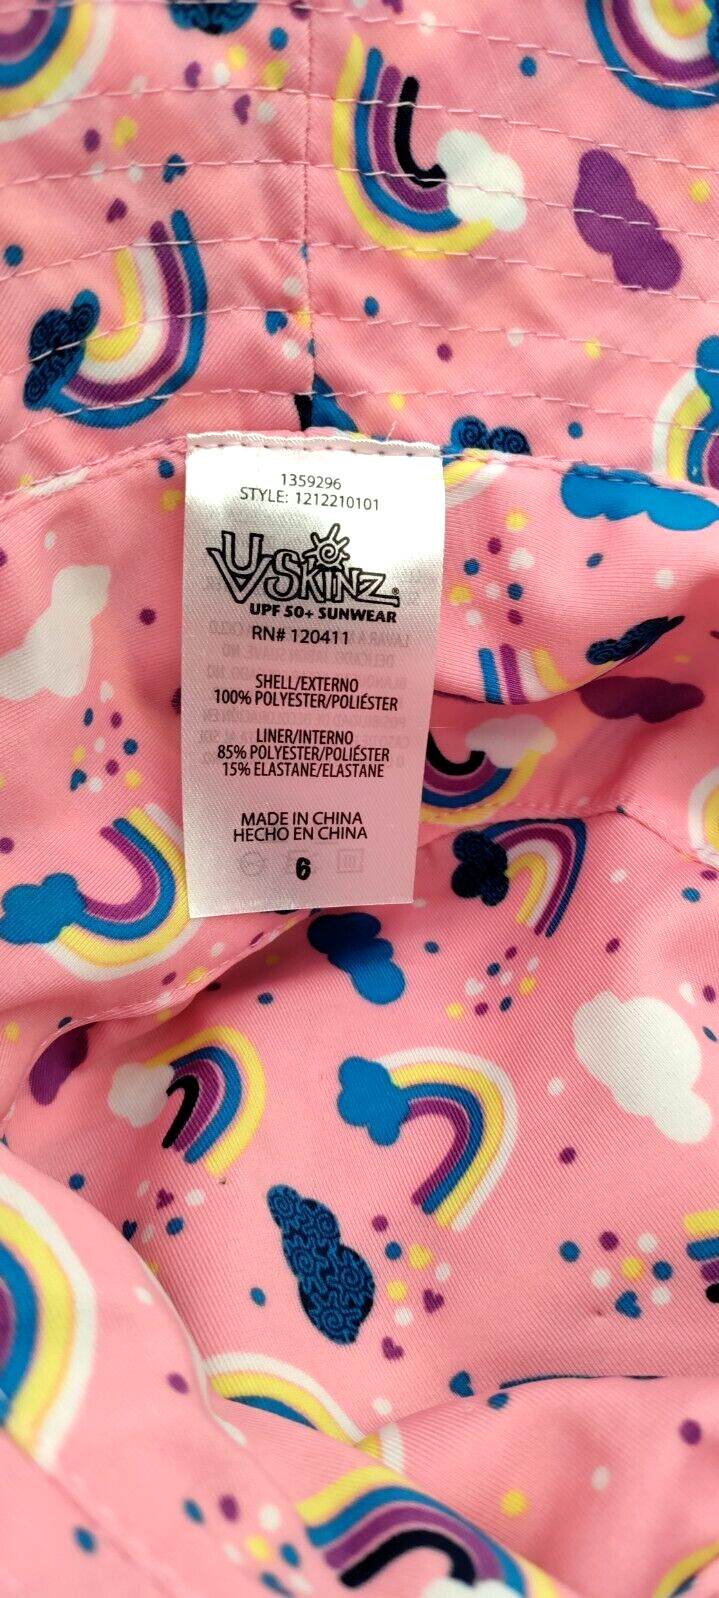 1359296
STYLE: 1212210101
UV SKINZ®
UPF 50+ SUNWEAR
RN# 120411
SHELL/EXTERNO
100% POLYESTER/POLIÉSTER
LINER/INTERNO
85% POLYESTER/POLIÉSTER
15% ELASTANE/ELASTANE
MADE IN CHINA
HECHO EN CHINA
6